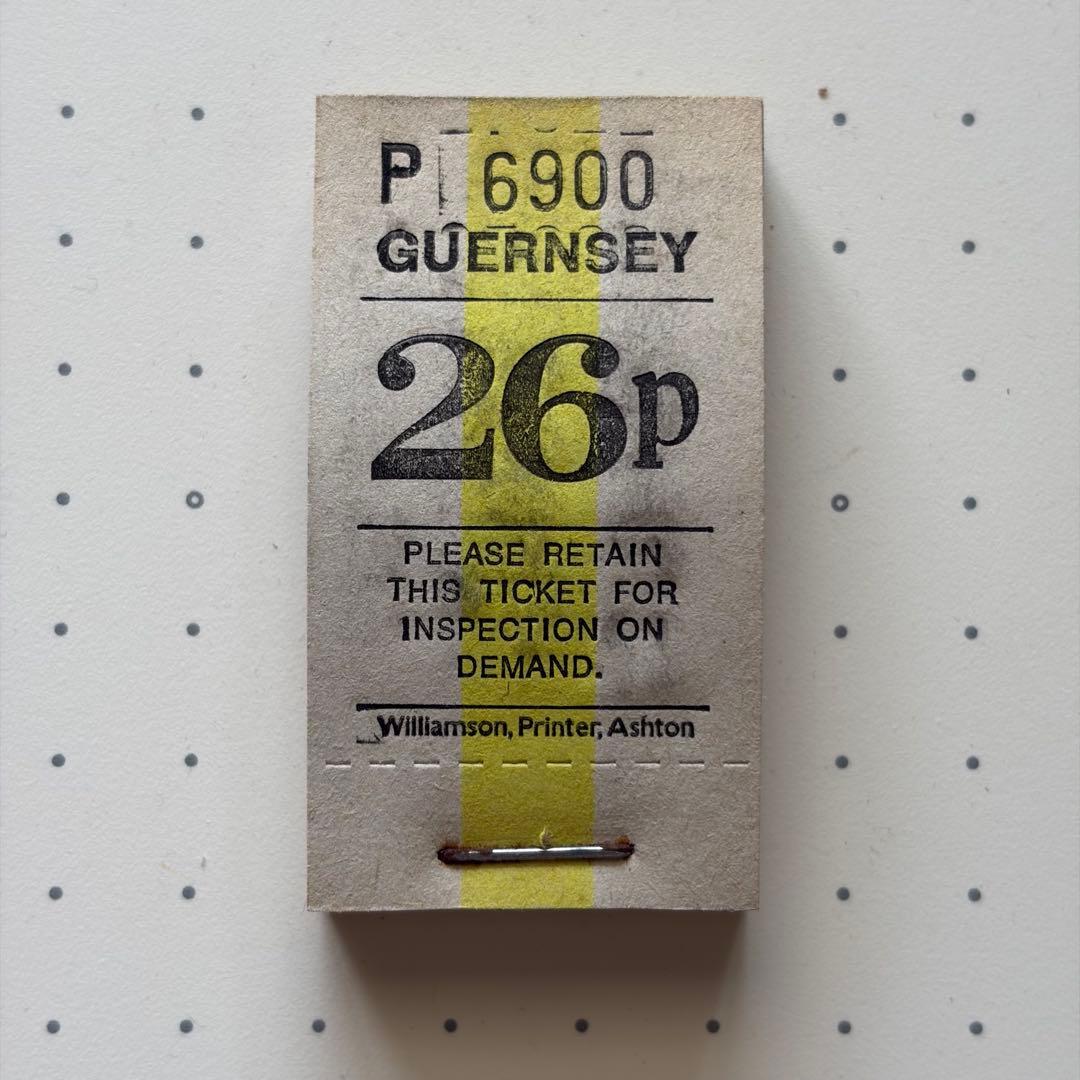 P 6900
GUERNSEY
26p
PLEASE RETAIN
THIS TICKET FOR
INSPECTION ON
DEMAND.
Williamson, Printer, Ashton